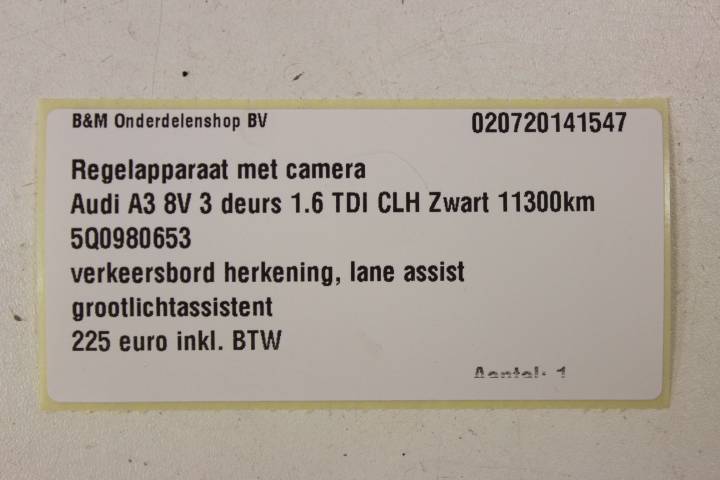 B&M Onderdelenshop BV 020720141547
Regelapparaat met camera
Audi A3 8V 3 deurs 1.6 TDI CLH Zwart 11300km
5Q0980653
verkeersbord herkening, lane assist
grootlichtassistent
225 euro inkl. BTW
Aantal: 1